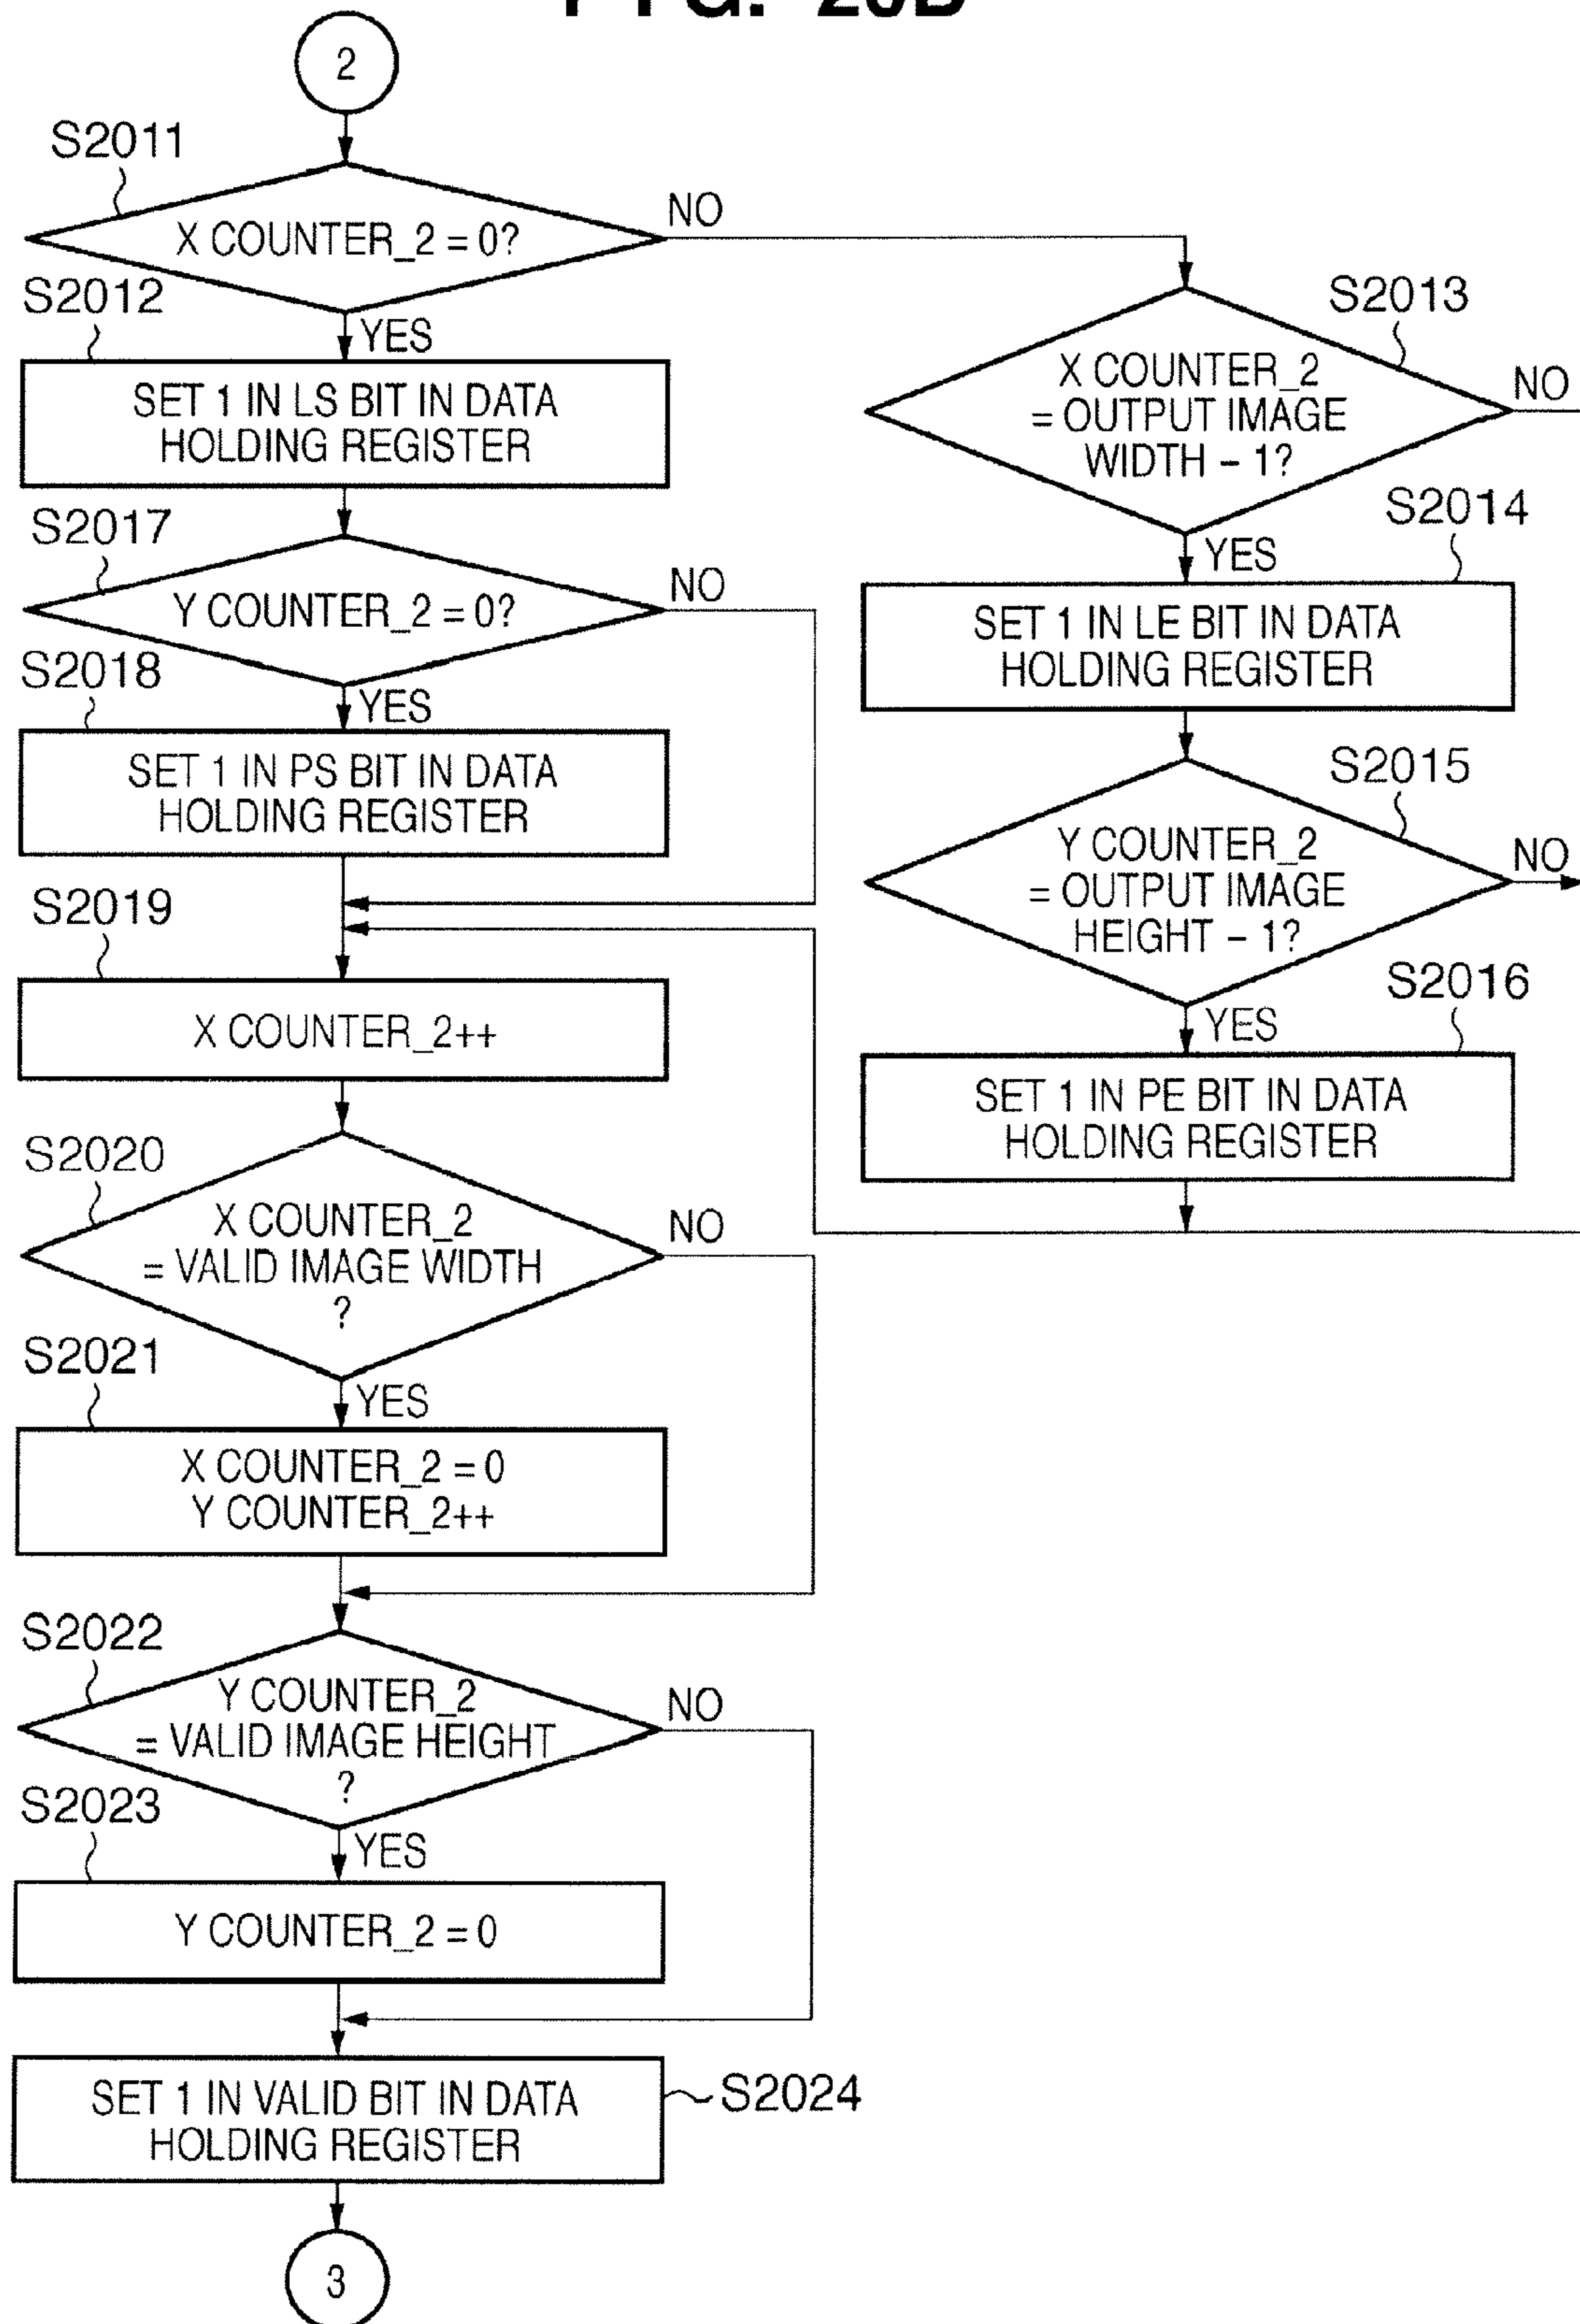 2
S2011
X COUNTER_2 = 0?
NO
YES
S2012
SET 1 IN LS BIT IN DATA
HOLDING REGISTER
S2017
Y COUNTER_2 = 0?
NO
YES
S2018
SET 1 IN PS BIT IN DATA
HOLDING REGISTER
S2019
X COUNTER_2++
S2020
X COUNTER_2
= VALID IMAGE WIDTH
?
NO
YES
S2021
X COUNTER_2 = 0
Y COUNTER_2++
S2022
Y COUNTER_2
= VALID IMAGE HEIGHT
?
NO
YES
S2023
Y COUNTER_2 = 0
SET 1 IN VALID BIT IN DATA
HOLDING REGISTER
S2024
3
S2013
X COUNTER_2
= OUTPUT IMAGE
WIDTH – 1?
NO
YES
S2014
SET 1 IN LE BIT IN DATA
HOLDING REGISTER
S2015
Y COUNTER_2
= OUTPUT IMAGE
HEIGHT – 1?
NO
YES
S2016
SET 1 IN PE BIT IN DATA
HOLDING REGISTER